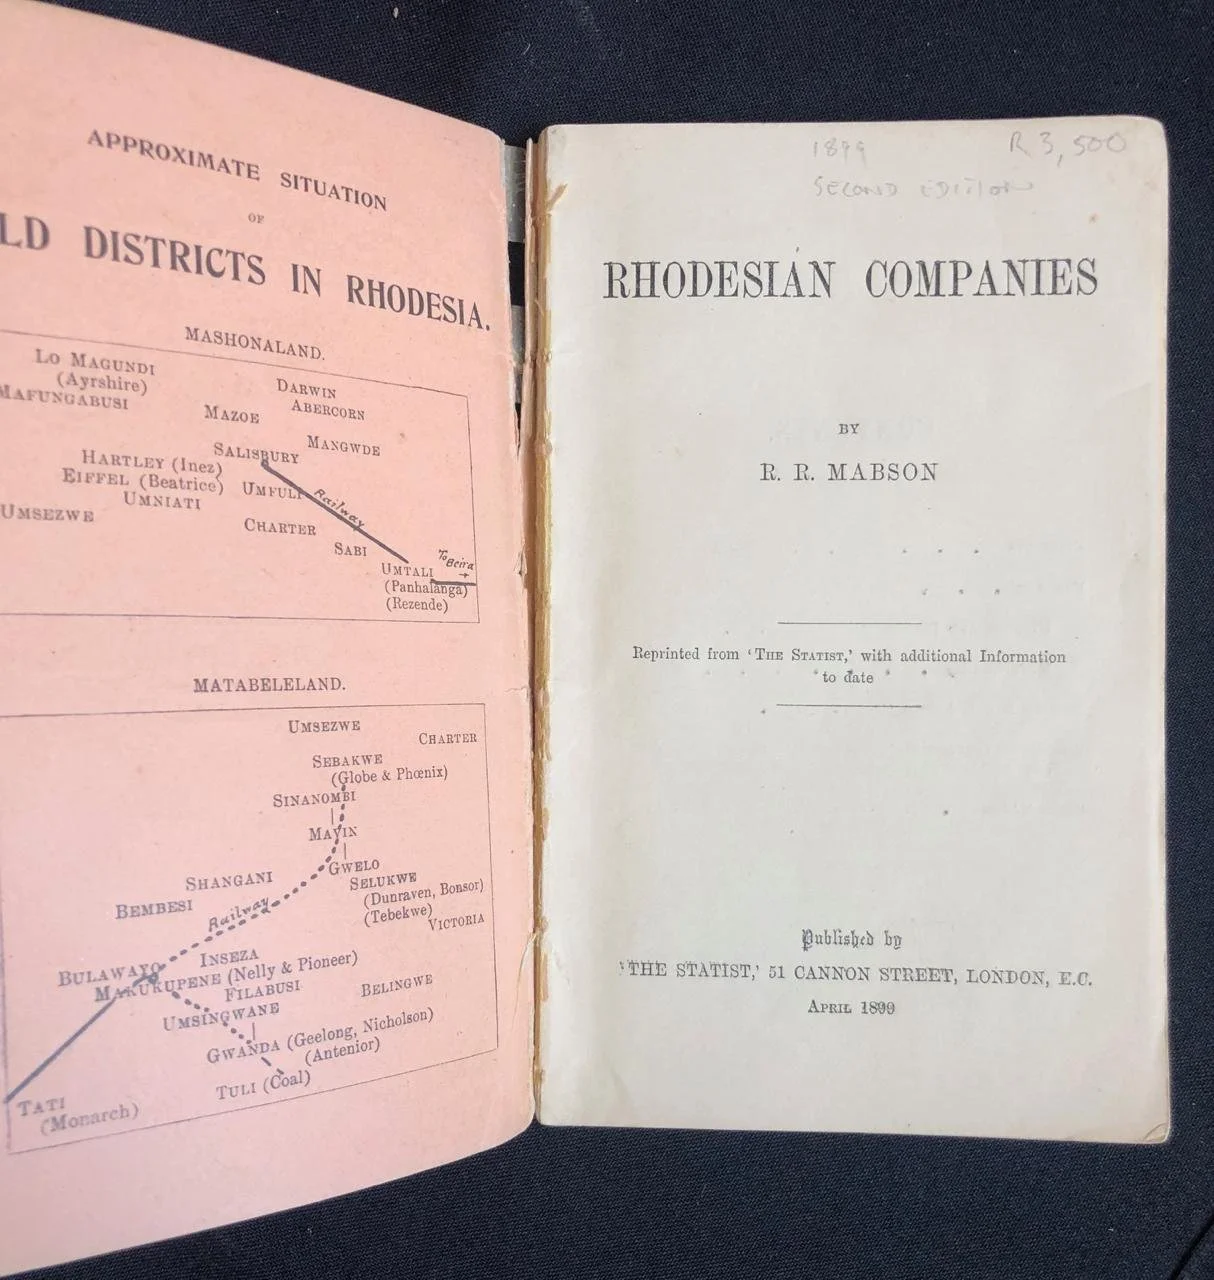 APPROXIMATE SITUATION
OF
LD DISTRICTS IN RHODESIA.
MASHONALAND.
LO MAGUNDI
(Ayrshire)
MAFUNGABUSI
DARWIN
ABERCORN
MAZOE
MANGWDE
SALISBURY
HARTLEY (Inez)
EIFFEL (Beatrice)
UMFULI
Railway
UMNIATI
UMSEZWE
CHARTER
SABI
To Beira
UMTALI
(Panhalanga)
(Rezende)
MATABELELAND.
UMSEZWE
CHARTER
SEBAKWE
(Globe & Phœnix)
SINANOMBI
MAVIN
GWELO
SHANGANI
SELUKWE
(Dunraven, Bonsor)
(Tebekwe)
BEMBESI
Railway
VICTORIA
INSEZA
BULAWAYO
MAKUKUPENE (Nelly & Pioneer)
FILABUSI
BELINGWE
UMSINGWANE
GWANDA (Geelong, Nicholson)
(Antenior)
TULI (Coal)
TATI
(Monarch)
1899
R 3,500
SECOND EDITION
RHODESIAN COMPANIES
BY
R. R. MABSON
Reprinted from ‘THE STATIST,’ with additional Information
to date
Published by
‘THE STATIST,’ 51 CANNON STREET, LONDON, E.C.
APRIL 1899